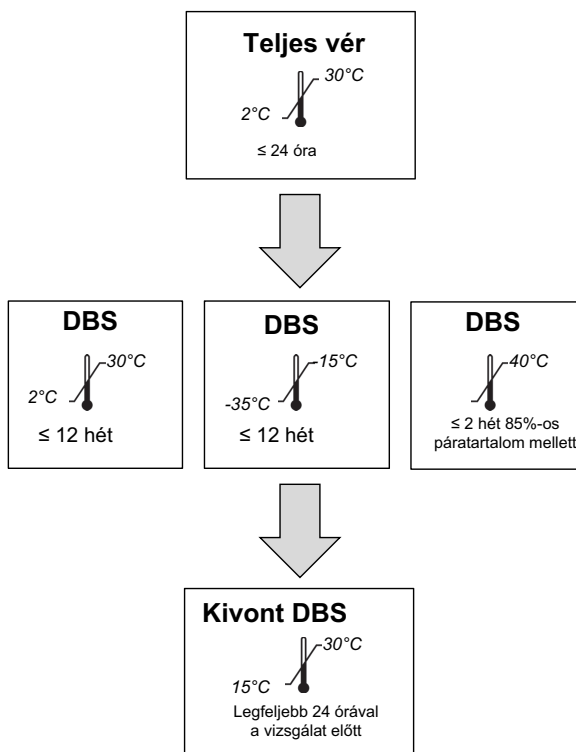 Teljes vér
30°C
2°C
≤ 24 óra
DBS
30°C
2°C
≤ 12 hét
DBS
-15°C
-35°C
≤ 12 hét
DBS
40°C
≤ 2 hét 85%-os
páratartalom mellett
Kivont DBS
30°C
15°C
Legfeljebb 24 órával
a vizsgálat előtt